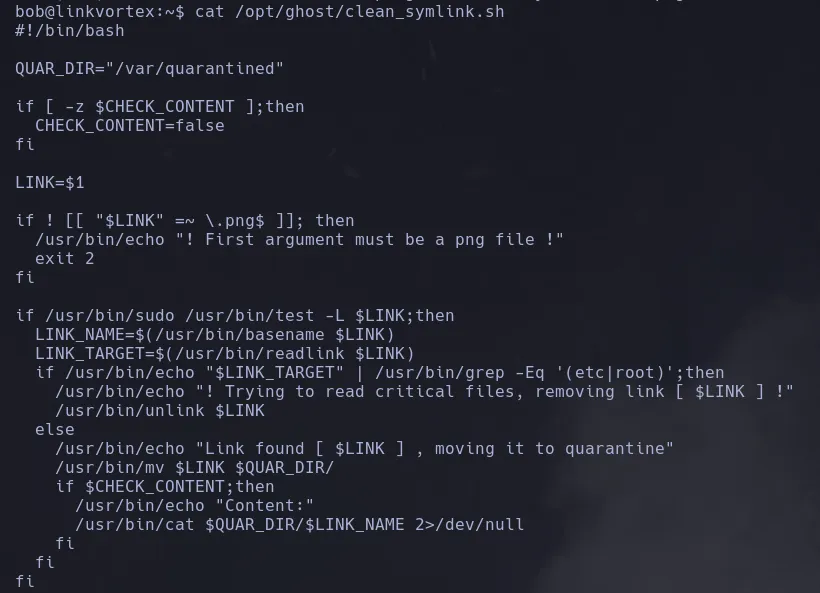 bob@linkvortex:~$ cat /opt/ghost/clean_symlink.sh
#!/bin/bash

QUAR_DIR="/var/quarantined"

if [ -z $CHECK_CONTENT ];then
  CHECK_CONTENT=false
fi

LINK=$1

if ! [[ "$LINK" =~ \.png$ ]]; then
  /usr/bin/echo "! First argument must be a png file !"
  exit 2
fi

if /usr/bin/sudo /usr/bin/test -L $LINK;then
  LINK_NAME=$(/usr/bin/basename $LINK)
  LINK_TARGET=$(/usr/bin/readlink $LINK)
  if /usr/bin/echo "$LINK_TARGET" | /usr/bin/grep -Eq '(etc|root)';then
    /usr/bin/echo "! Trying to read critical files, removing link [ $LINK ] !"
    /usr/bin/unlink $LINK
  else
    /usr/bin/echo "Link found [ $LINK ] , moving it to quarantine"
    /usr/bin/mv $LINK $QUAR_DIR/
    if $CHECK_CONTENT;then
      /usr/bin/echo "Content:"
      /usr/bin/cat $QUAR_DIR/$LINK_NAME 2>/dev/null
    fi
  fi
fi